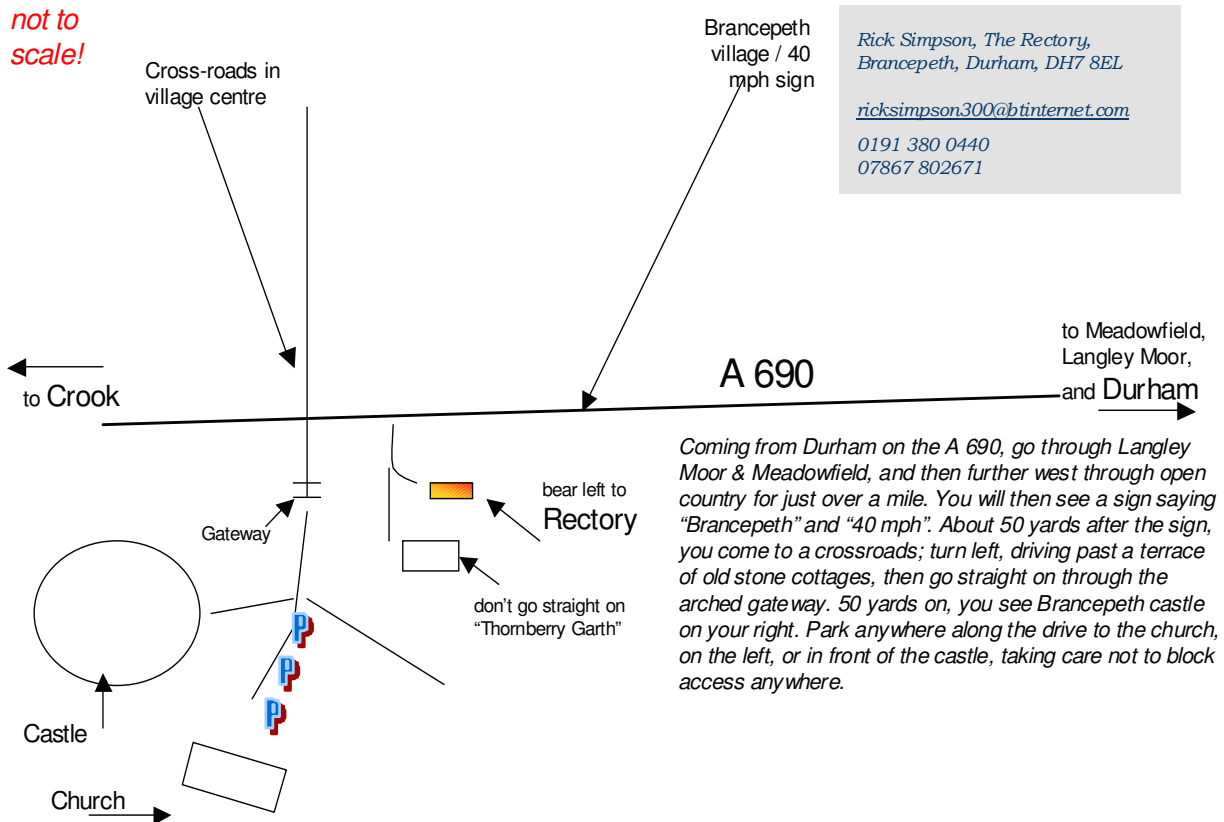 not to
scale!
Cross-roads in
village centre
Brancepeth
village / 40
mph sign
Rick Simpson, The Rectory,
Brancepeth, Durham, DH7 8EL
ricksimpson300@btinternet.com
0191 380 0440
07867 802671
to Crook
A 690
to Meadowfield,
Langley Moor,
and Durham
Gateway
bear left to
Rectory
don't go straight on
“Thornberry Garth”
P
P
P
Castle
Church
Coming from Durham on the A 690, go through Langley
Moor & Meadowfield, and then further west through open
country for just over a mile. You will then see a sign saying
“Brancepeth” and “40 mph”. About 50 yards after the sign,
you come to a crossroads; turn left, driving past a terrace
of old stone cottages, then go straight on through the
arched gateway. 50 yards on, you see Brancepeth castle
on your right. Park anywhere along the drive to the church,
on the left, or in front of the castle, taking care not to block
access anywhere.